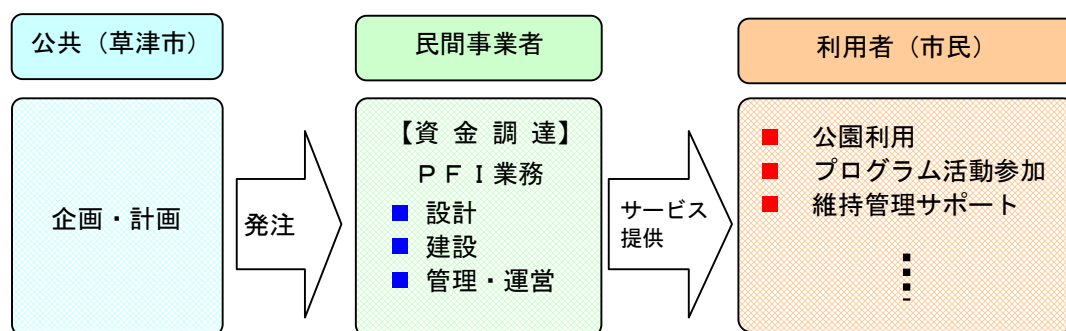 公共（草津市）
民間事業者
利用者（市民）
企画・計画
発注
【資金調達】
ＰＦＩ業務
設計
建設
管理・運営
サービス
提供
公園利用
プログラム活動参加
維持管理サポート